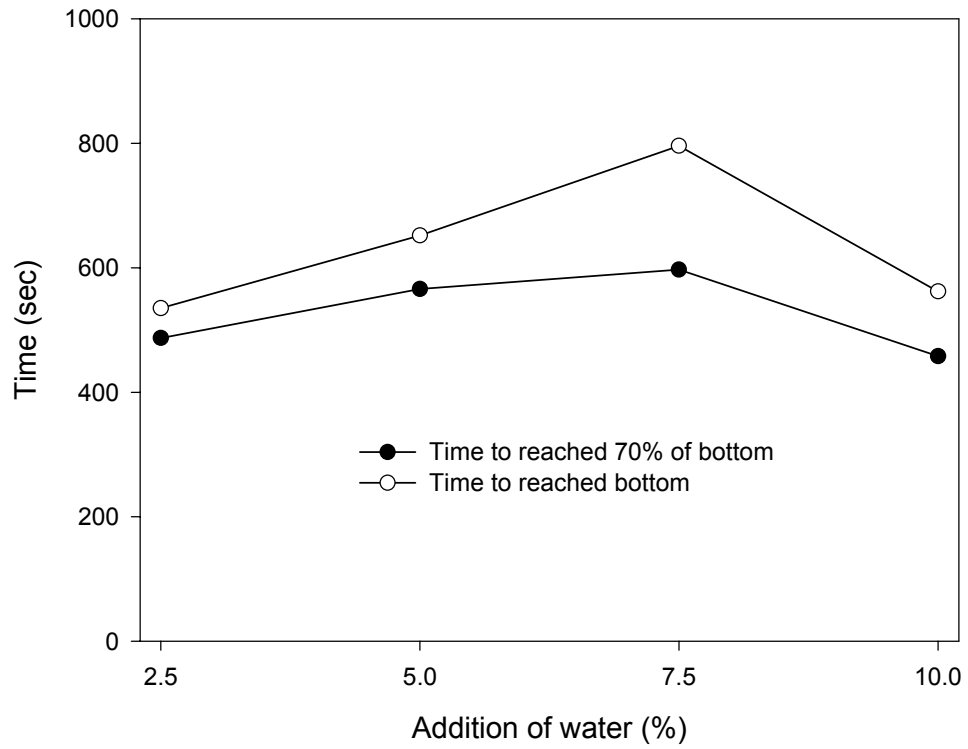 1000
800
600
400
200
0
Time (sec)
Time to reached 70% of bottom
Time to reached bottom
2.5 5.0 7.5 10.0
Addition of water (%)